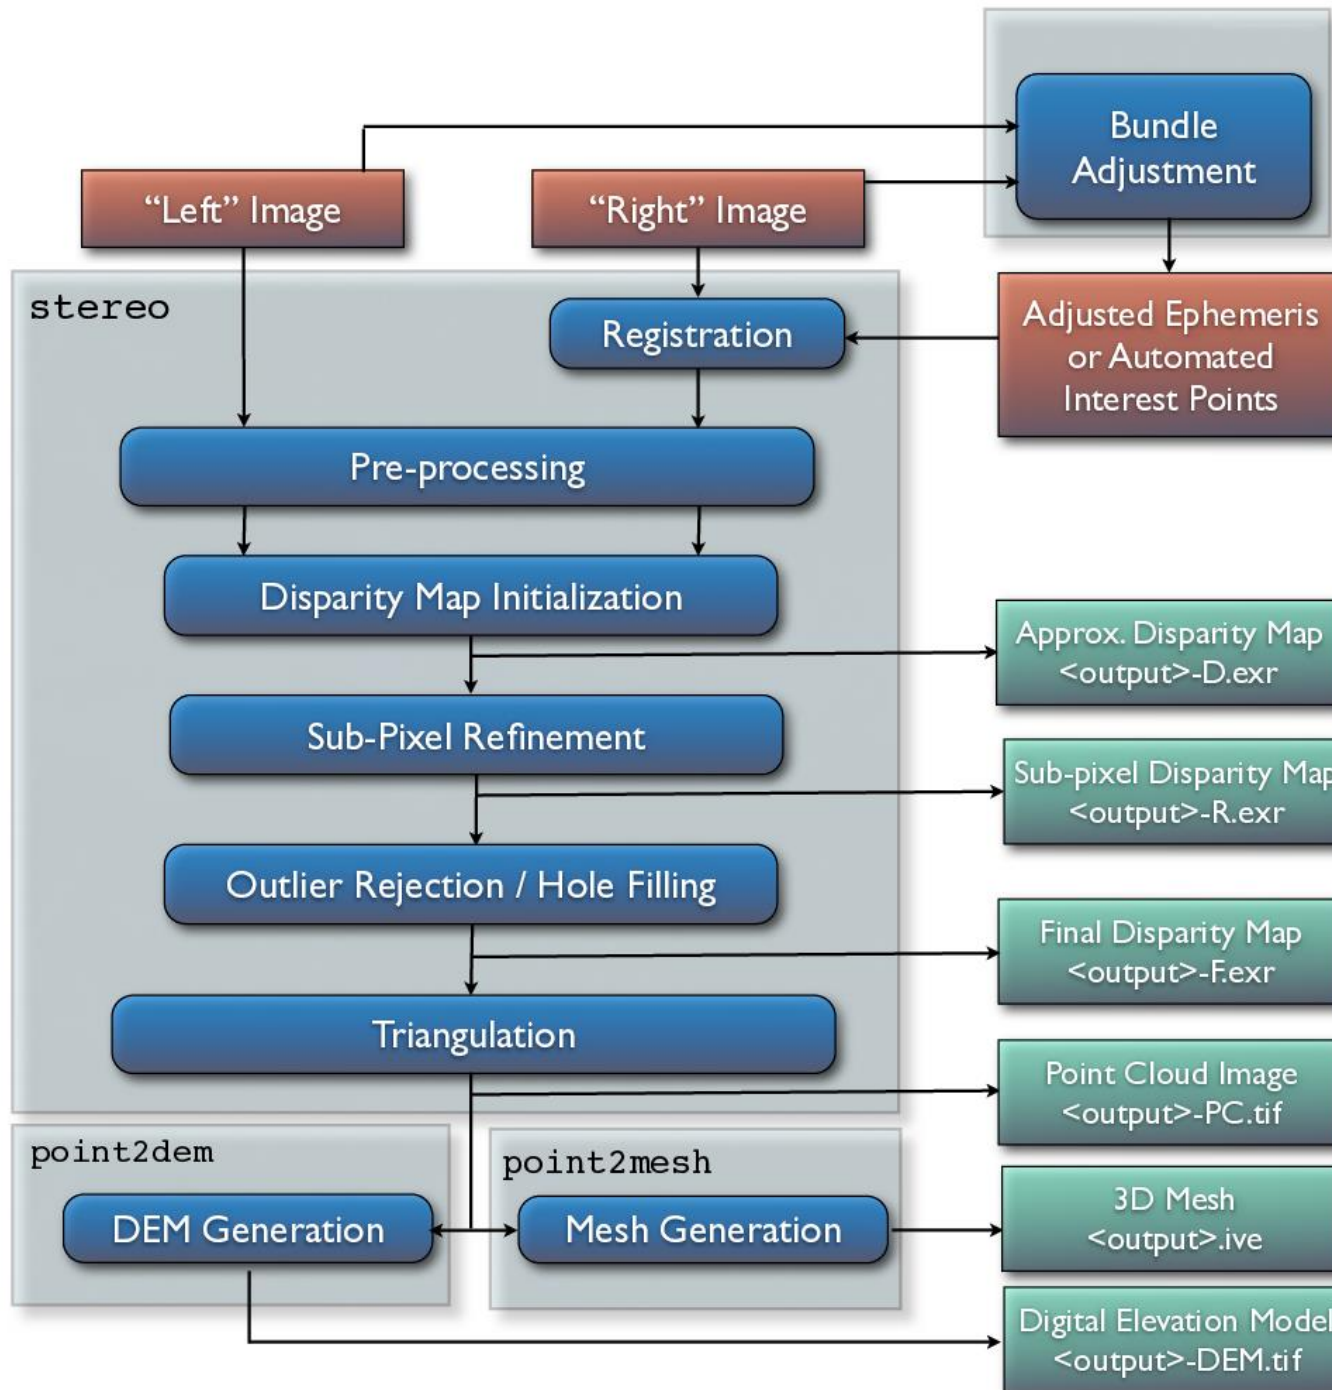 Bundle
Adjustment
“Left” Image
“Right” Image
stereo
Registration
Adjusted Ephemeris
or Automated
Interest Points
Pre-processing
Disparity Map Initialization
Approx. Disparity Map
<output>-D.exr
Sub-Pixel Refinement
Sub-pixel Disparity Map
<output>-R.exr
Outlier Rejection / Hole Filling
Final Disparity Map
<output>-F.exr
Triangulation
Point Cloud Image
<output>-PC.tif
point2dem
point2mesh
DEM Generation
Mesh Generation
3D Mesh
<output>.ive
Digital Elevation Model
<output>-DEM.tif